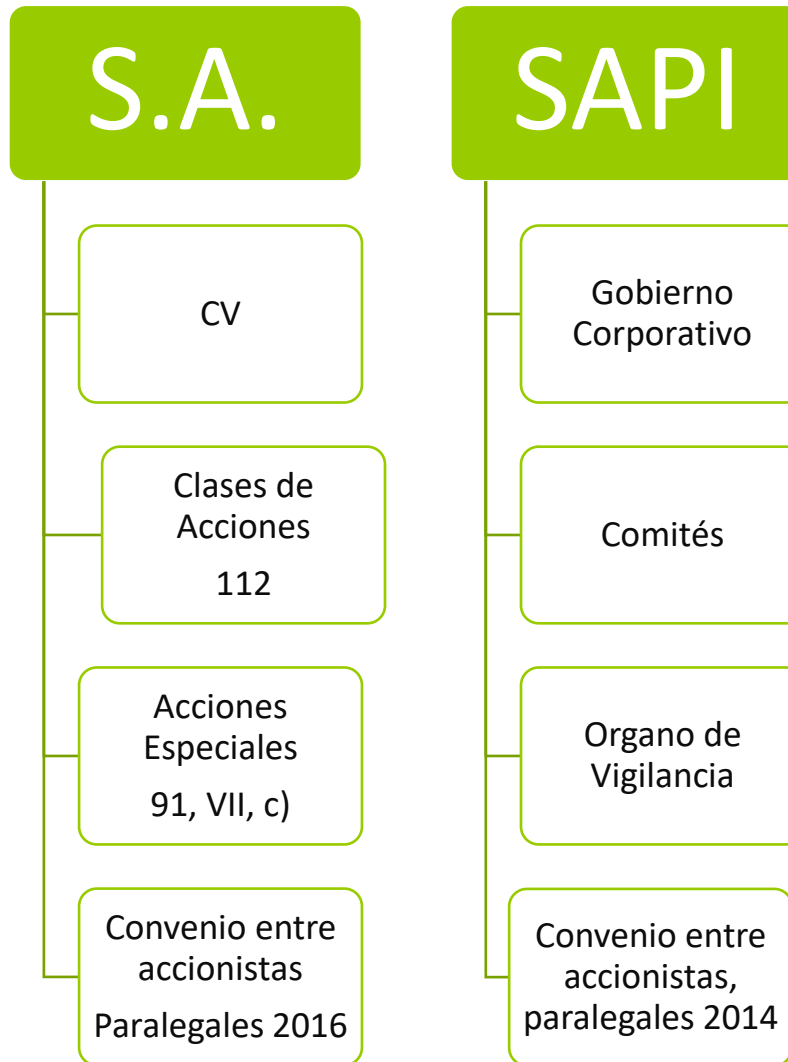 S.A.
CV
Clases de
Acciones
112
Acciones
Especiales
91, VII, c)
Convenio entre
accionistas
Paralegales 2016
SAPI
Gobierno
Corporativo
Comités
Organo de
Vigilancia
Convenio entre
accionistas,
paralegales 2014